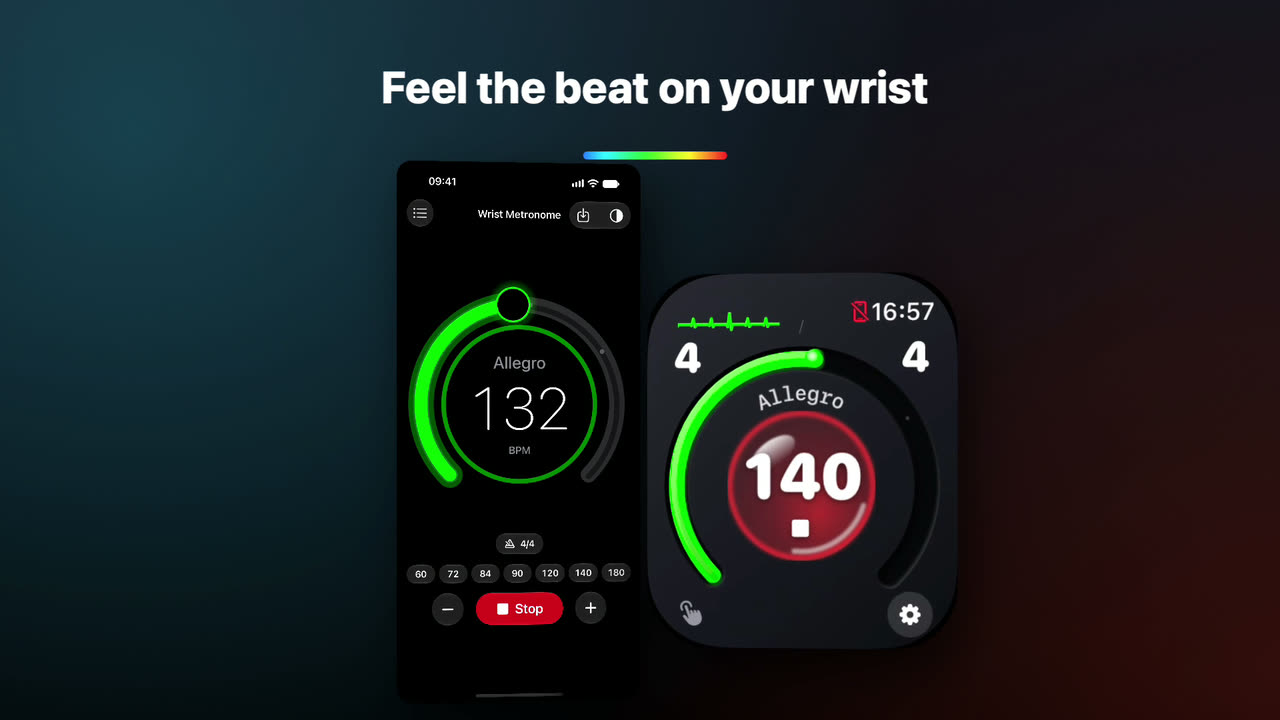 Feel the beat on your wrist
09:41
Wrist Metronome
Allegro
132
BPM
4/4
60 72 84 90 120 140 180
− Stop +
16:57
4 4
Allegro
140